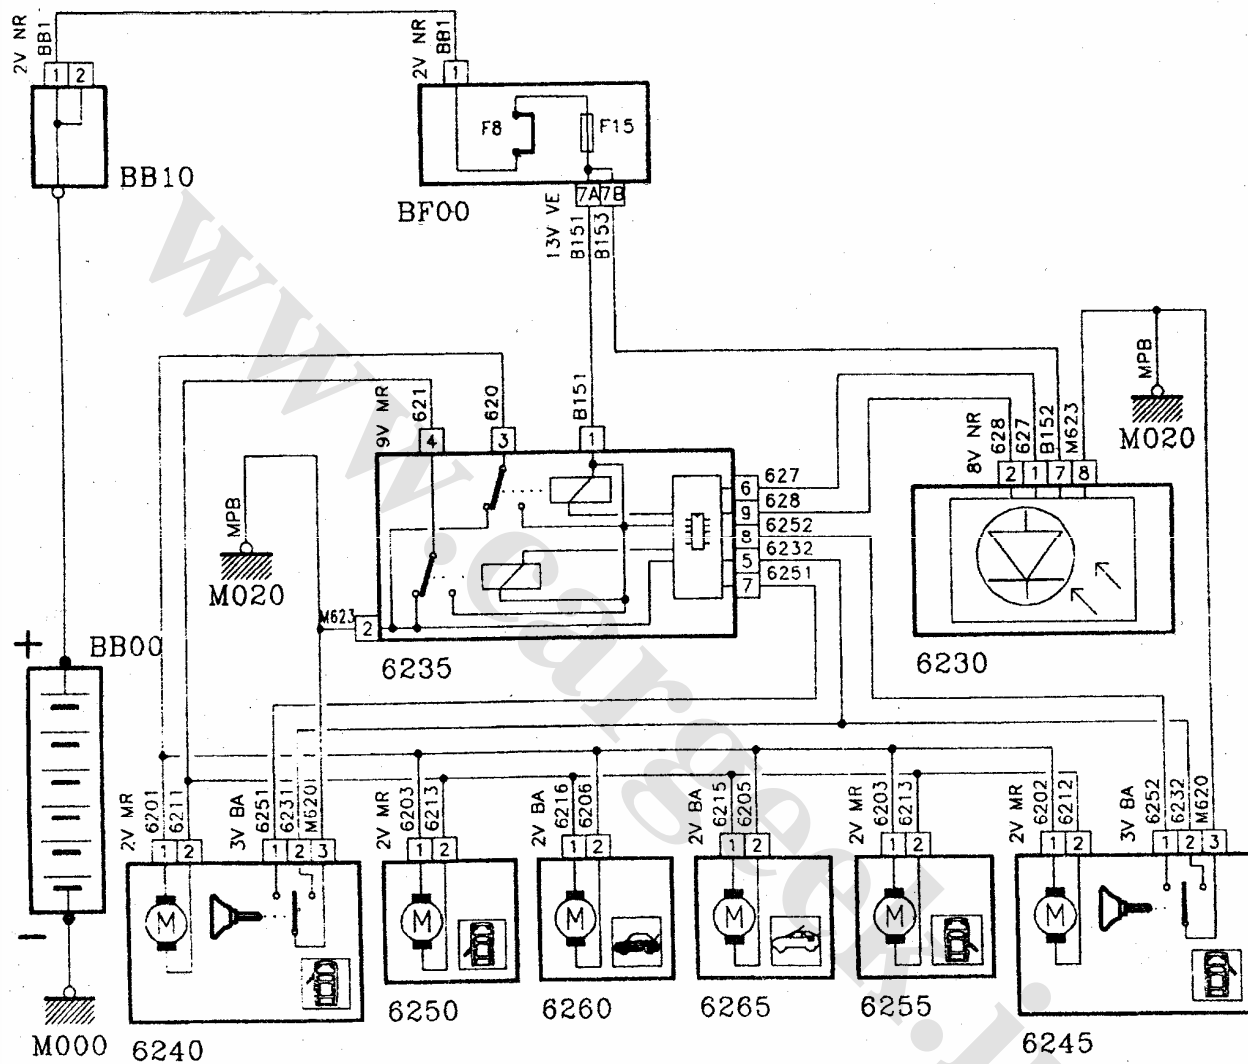 2V NR
BB1
1 2
BB10
2V NR
BB1
1
F8
F15
7A 7B
BF00
13V VE
B151
B153
MPB
M020
9V MR
621
620
B151
4
3
1
8V NR
628
627
B152
M623
2 1 7 8
6230
MPB
M020
6 627
9 628
8 6252
5 6232
7 6251
M623
2
6235
+
BB00
-
M000
2V MR
6201
6211
1 2
3V BA
6251
6231
M620
1 2 3
M
6240
2V MR
6203
6213
1 2
M
6250
2V BA
6216
6206
1 2
M
6260
2V BA
6215
6205
1 2
M
6265
2V MR
6203
6213
1 2
M
6255
2V MR
6202
6212
1 2
3V BA
6252
6232
M620
1 2 3
M
6245
www.cargeek.i